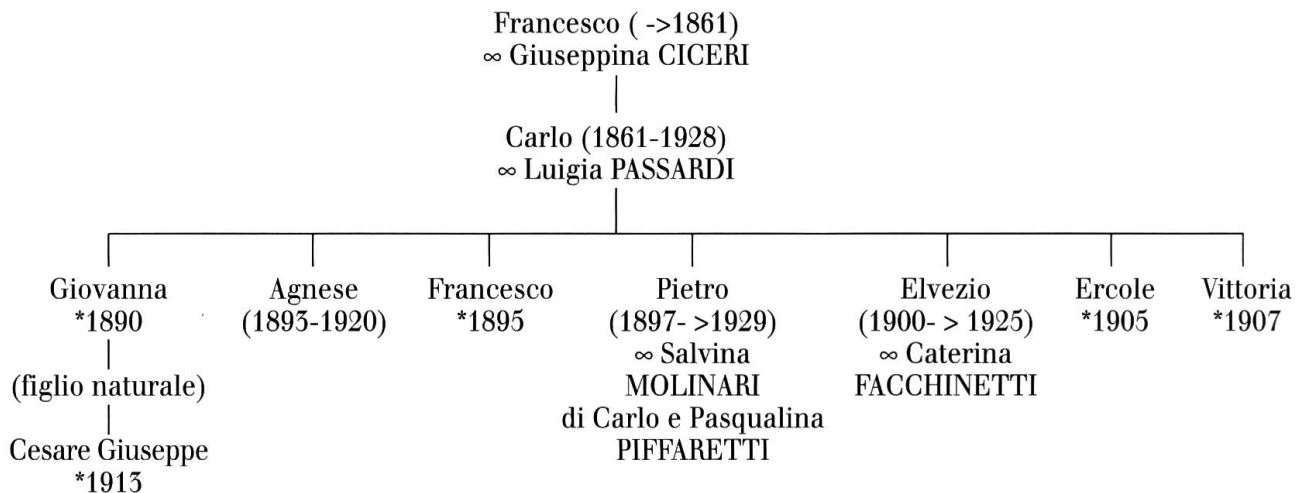 Francesco ( ->1861)
∞ Giuseppina CICERI
Carlo (1861-1928)
∞ Luigia PASSARDI
Giovanna
*1890
(figlio naturale)
Cesare Giuseppe
*1913
Agnese
(1893-1920)
Francesco
*1895
Pietro
(1897- >1929)
∞ Salvina
MOLINARI
di Carlo e Pasqualina
PIFFARETTI
Elvezio
(1900- > 1925)
∞ Caterina
FACCHINETTI
Ercole
*1905
Vittoria
*1907